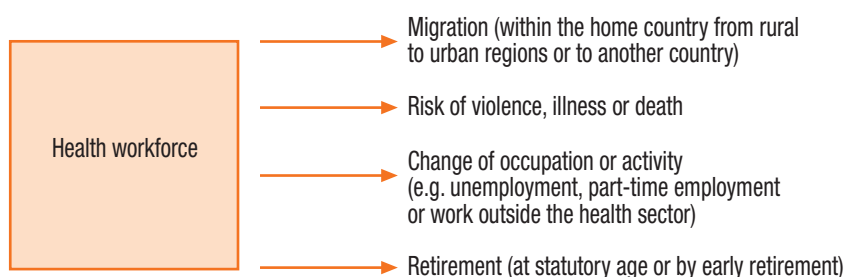 Health workforce
Migration (within the home country from rural
to urban regions or to another country)
Risk of violence, illness or death
Change of occupation or activity
(e.g. unemployment, part-time employment
or work outside the health sector)
Retirement (at statutory age or by early retirement)